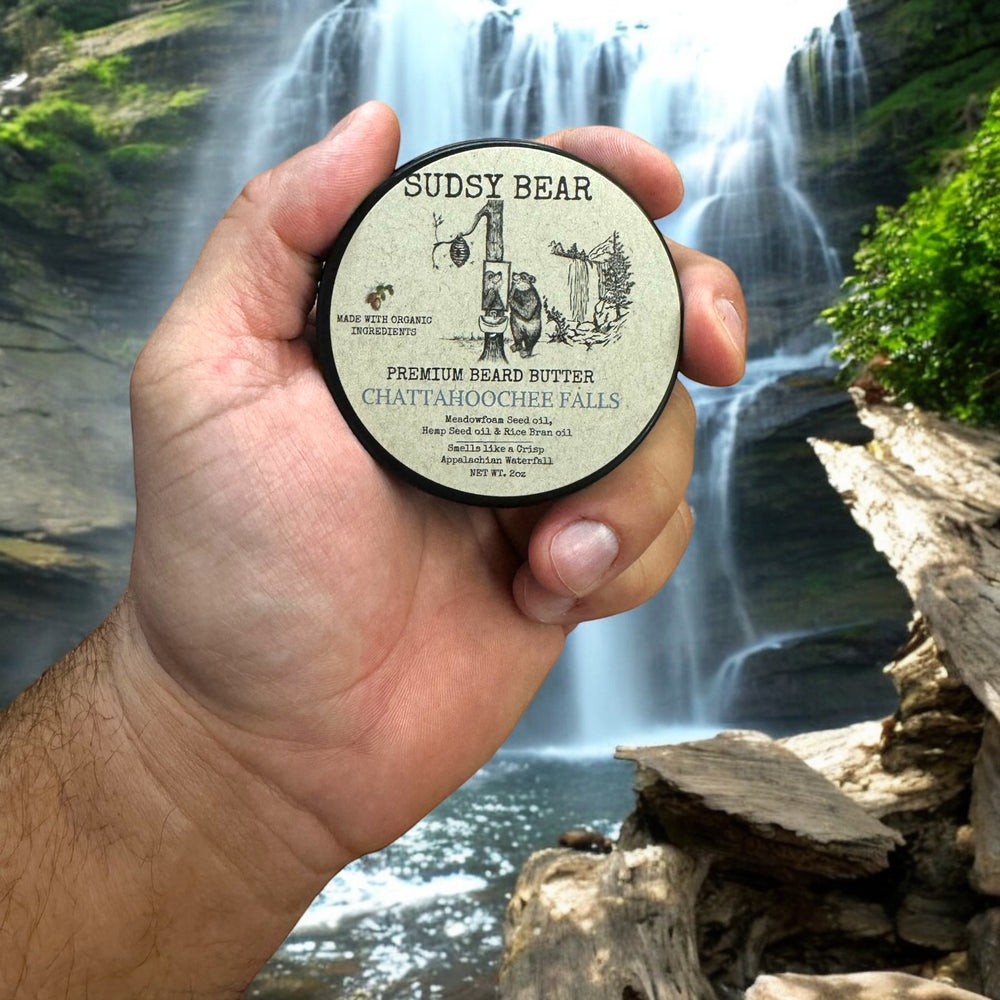 SUDSY BEAR
MADE WITH ORGANIC
INGREDIENTS
PREMIUM BEARD BUTTER
CHATTAHOOCHEE FALLS
Meadowfoam Seed oil,
Hemp Seed oil & Rice Bran oil
Smells like a Crisp
Appalachian Waterfall
NET WT. 2oz